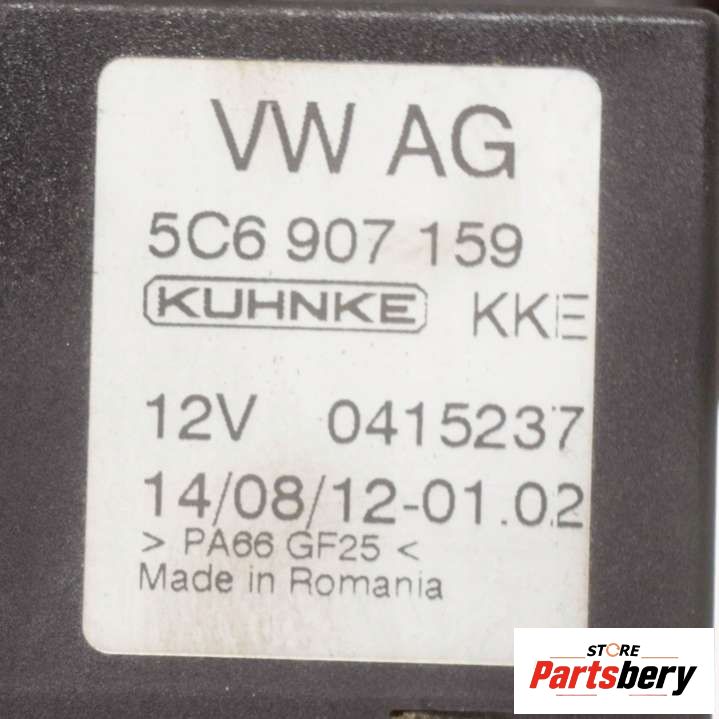 VW AG
5C6 907 159
KUHNKE KKE
12V 0415237
14/08/12-01.02
> PA66 GF25 <
Made in Romania
STORE
Partsbery